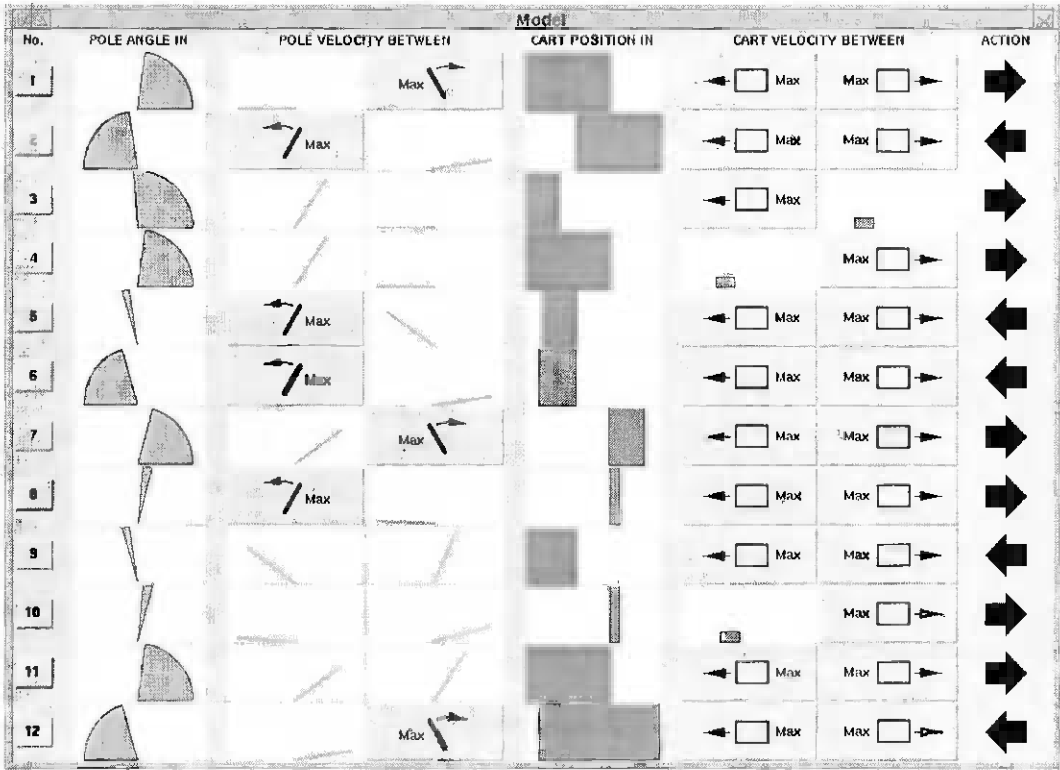 Model
No. POLE ANGLE IN POLE VELOCITY BETWEEN CART POSITION IN CART VELOCITY BETWEEN ACTION
1 Max Max Max
2 Max Max Max
3 Max
4 Max
5 Max Max Max
6 Max Max Max
7 Max Max Max
8 Max Max Max
9 Max Max
10 Max
11 Max Max
12 Max Max Max